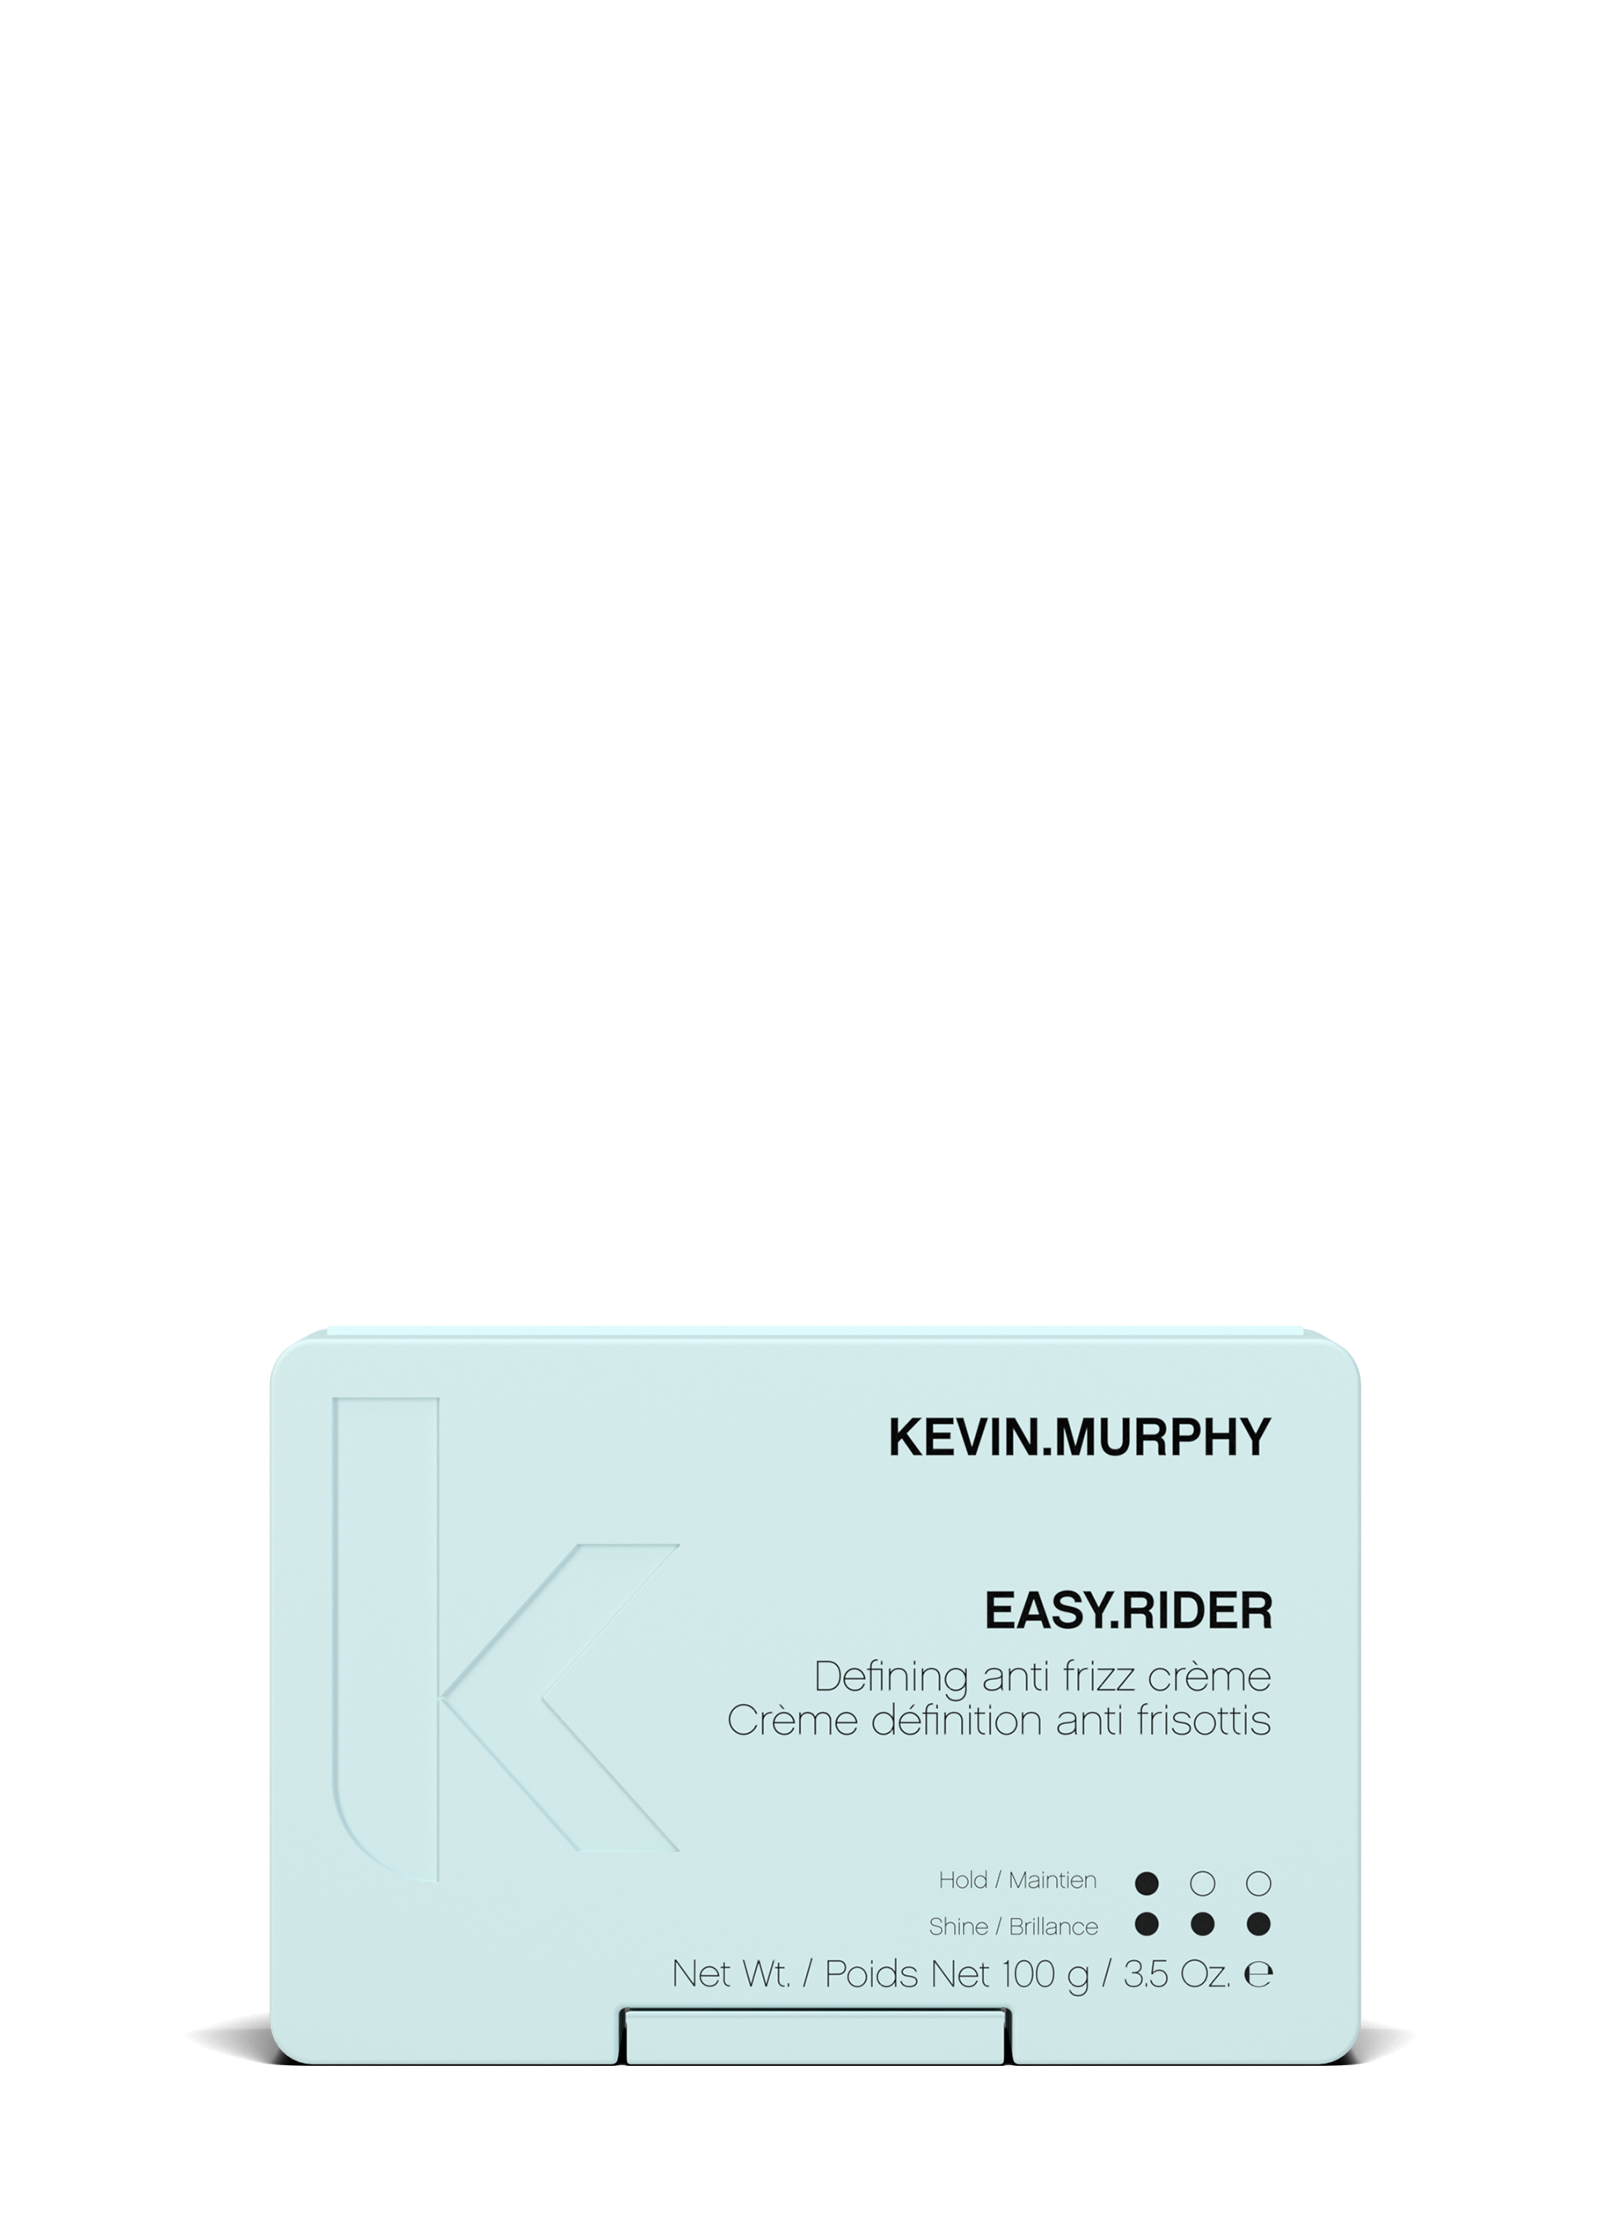 KEVIN.MURPHY
EASY.RIDER
Defining anti frizz crème
Crème définition anti frisottis
Hold / Maintien
Shine / Brillance
Net Wt. / Poids Net 100 g / 3.5 Oz. ℮